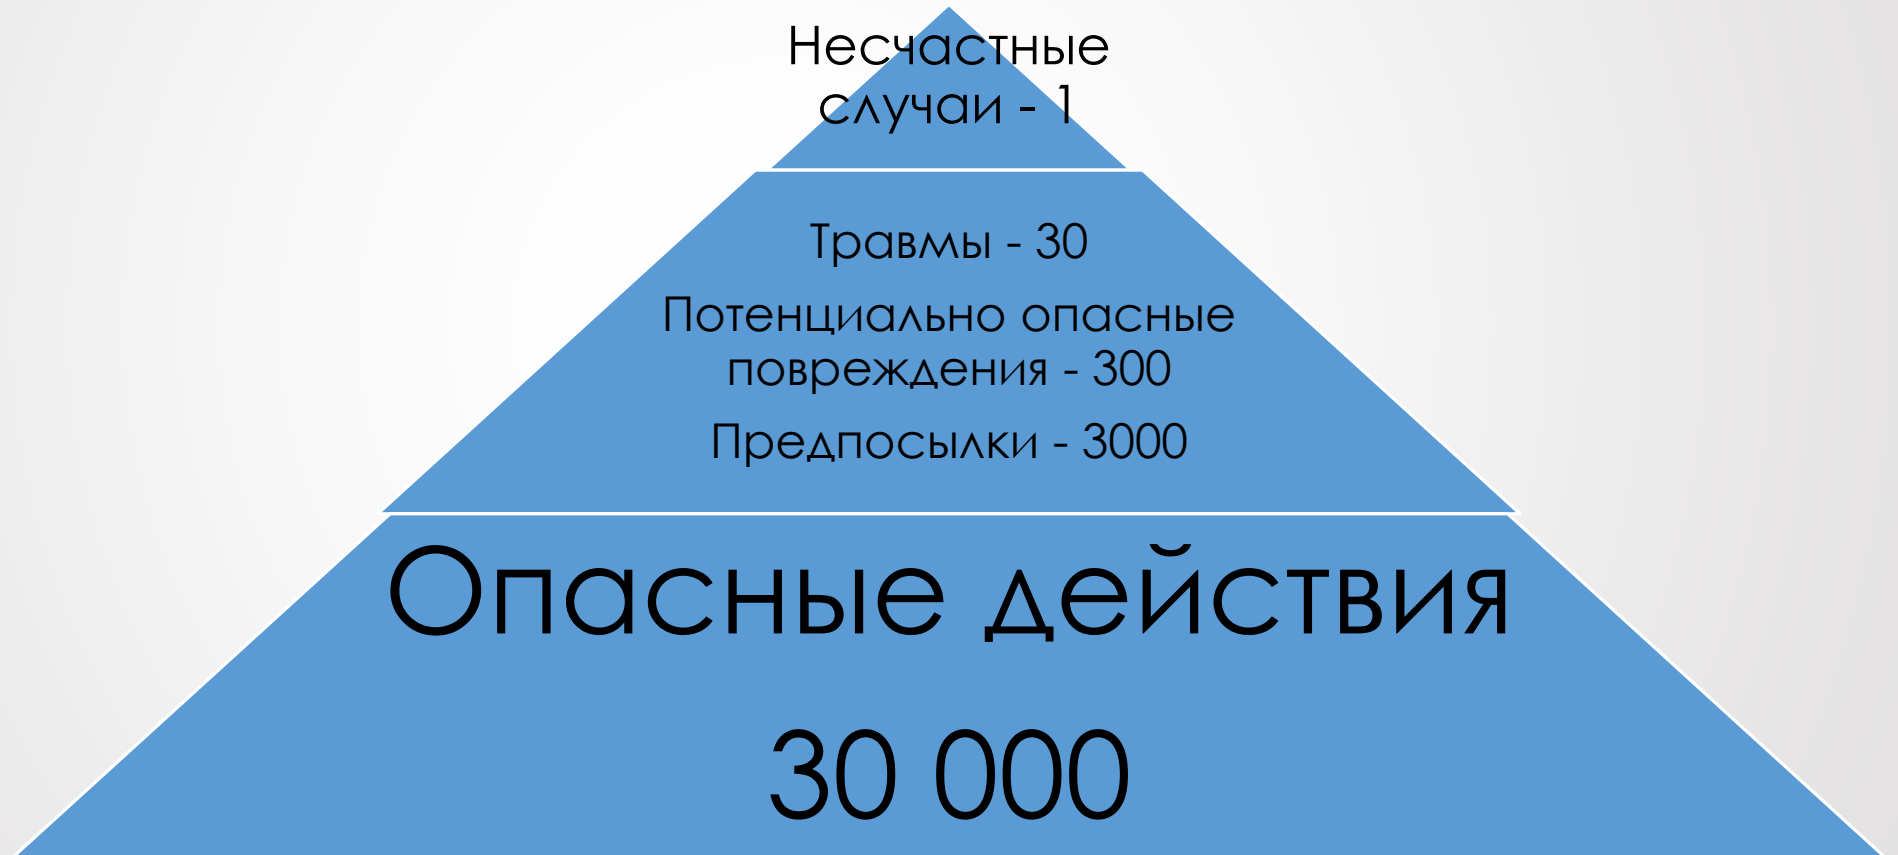 Несчастные
случаи - 1
Травмы - 30
Потенциально опасные
повреждения - 300
Предпосылки - 3000
Опасные действия
30 000